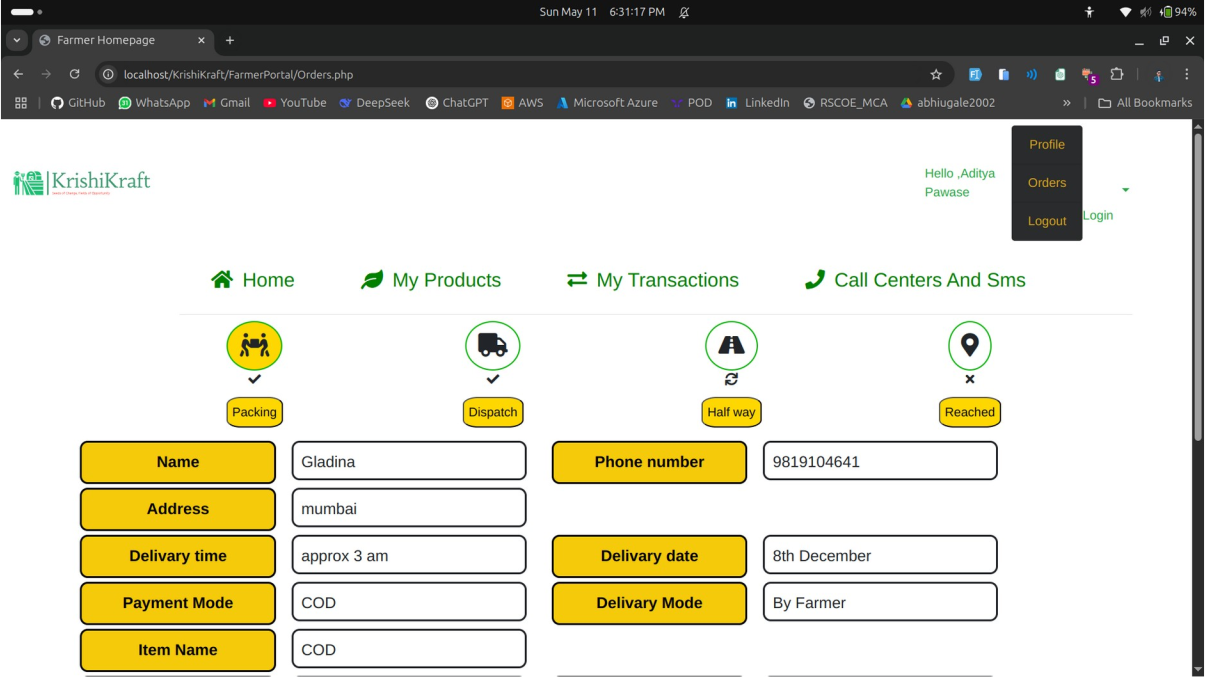 Sun May 11 6:31:17 PM
94%
Farmer Homepage
localhost/KrishiKraft/FarmerPortal/Orders.php
5
GitHub WhatsApp Gmail YouTube DeepSeek ChatGPT AWS Microsoft Azure POD LinkedIn RSCOE_MCA abhiugale2002 » All Bookmarks
KrishiKraft
Hello ,Aditya
Pawase
Profile
Orders
Logout
Login
Home My Products My Transactions Call Centers And Sms
Packing Dispatch Half way Reached
Name Gladina Phone number 9819104641
Address mumbai
Delivary time approx 3 am Delivary date 8th December
Payment Mode COD Delivary Mode By Farmer
Item Name COD